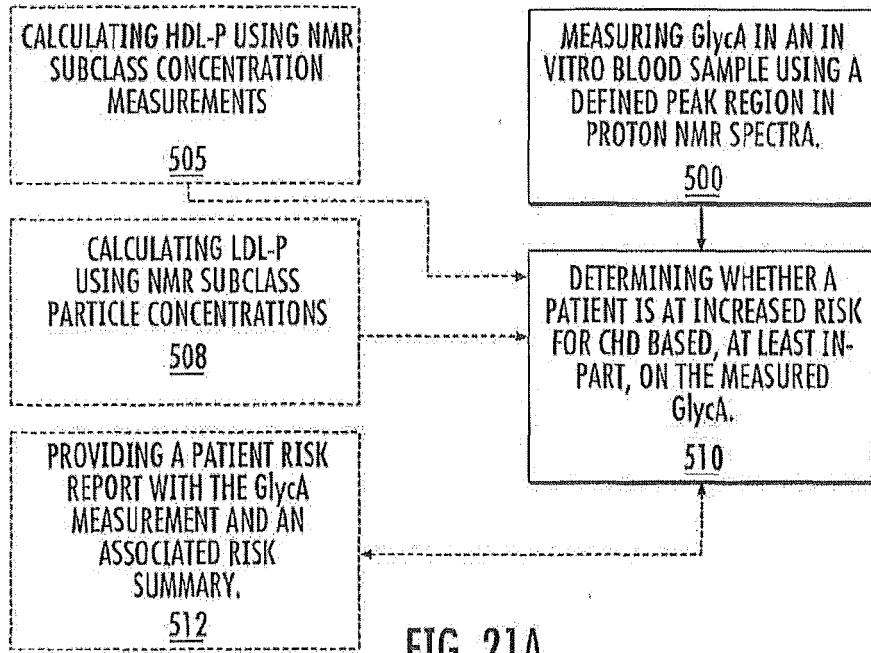 CALCULATING HDL-P USING NMR
SUBCLASS CONCENTRATION
MEASUREMENTS
505
CALCULATING LDL-P
USING NMR SUBCLASS
PARTICLE CONCENTRATIONS
508
PROVIDING A PATIENT RISK
REPORT WITH THE GlycA
MEASUREMENT AND AN
ASSOCIATED RISK
SUMMARY.
512
MEASURING GlycA IN AN IN
VITRO BLOOD SAMPLE USING A
DEFINED PEAK REGION IN
PROTON NMR SPECTRA.
500
DETERMINING WHETHER A
PATIENT IS AT INCREASED RISK
FOR CHD BASED, AT LEAST IN-
PART, ON THE MEASURED
GlycA.
510
FIG. 21A